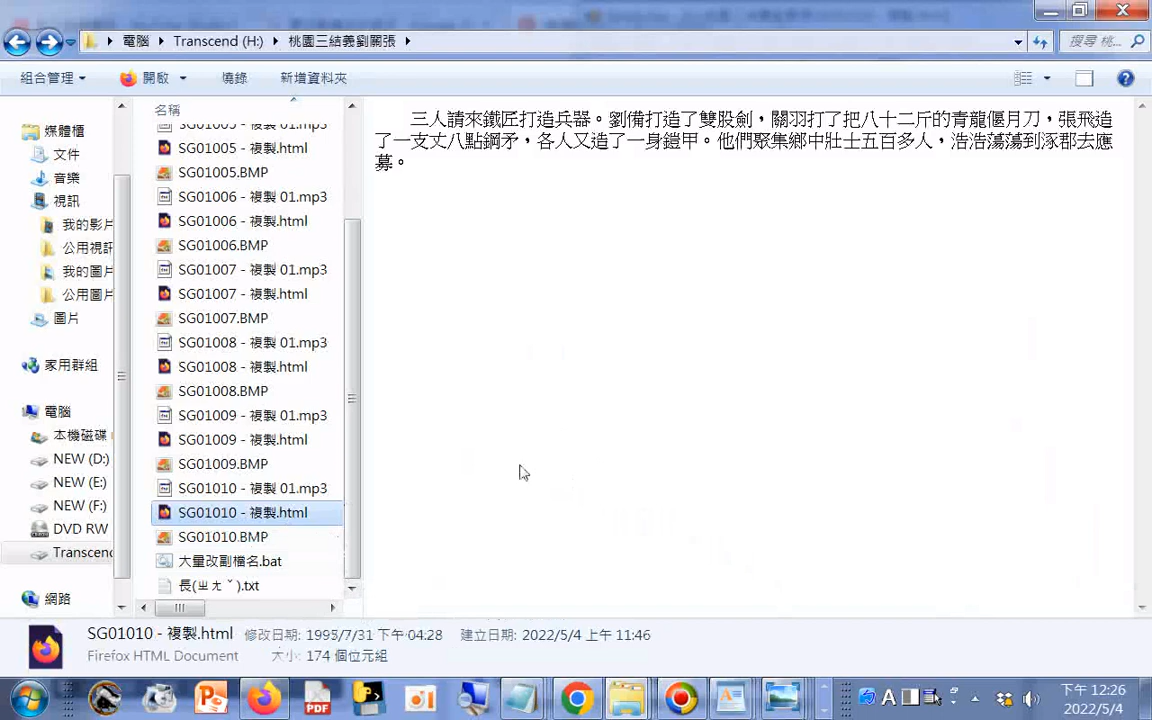 電腦 Transcend (H:) 桃園三結義劉關張
搜尋 桃...
組合管理 開啟 燒錄 新增資料夾
媒體櫃
文件
音樂
視訊
我的影片
公用視訊
我的圖片
公用圖片
圖片
家用群組
電腦
本機磁碟
NEW (D:)
NEW (E:)
NEW (F:)
DVD RW
Transcend
網路
名稱
SG01005 - 複製 01.mp3
SG01005 - 複製.html
SG01005.BMP
SG01006 - 複製 01.mp3
SG01006 - 複製.html
SG01006.BMP
SG01007 - 複製 01.mp3
SG01007 - 複製.html
SG01007.BMP
SG01008 - 複製 01.mp3
SG01008 - 複製.html
SG01008.BMP
SG01009 - 複製 01.mp3
SG01009 - 複製.html
SG01009.BMP
SG01010 - 複製 01.mp3
SG01010 - 複製.html
SG01010.BMP
大量改副檔名.bat
長(ㄓㄤˇ).txt
三人請來鐵匠打造兵器。劉備打造了雙股劍，關羽打了把八十二斤的青龍偃月刀，張飛造
了一支丈八點鋼矛，各人又造了一身鎧甲。他們聚集鄉中壯士五百多人，浩浩蕩蕩到涿郡去應
募。
SG01010 - 複製.html 修改日期: 1995/7/31 下午 04:28 建立日期: 2022/5/4 上午 11:46
Firefox HTML Document 大小: 174 個位元組
PDF
A
下午 12:26
2022/5/4